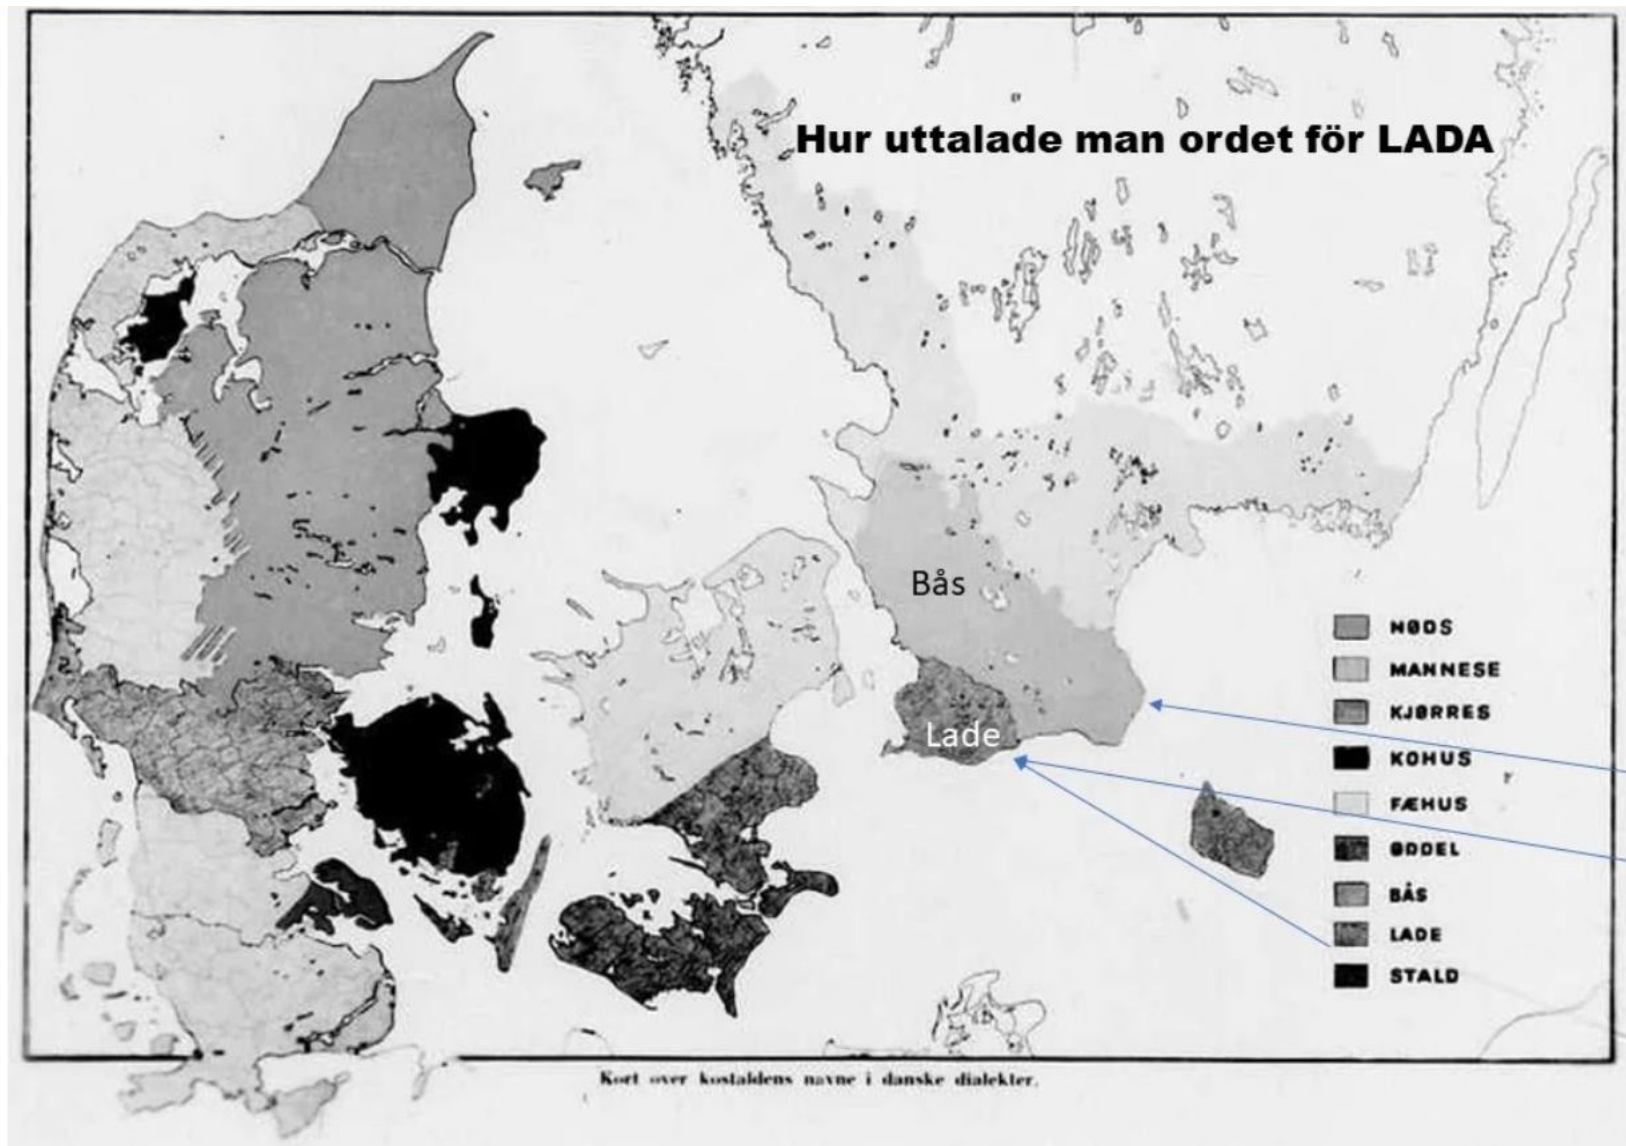 Hur uttalade man ordet för LADA
Bås
Lade
NØDS
MANNESE
KJØRRES
KOHUS
FÆHUS
ØDDEL
BÅS
LADE
STALD
Kort over kostaldens navne i danske dialekter.